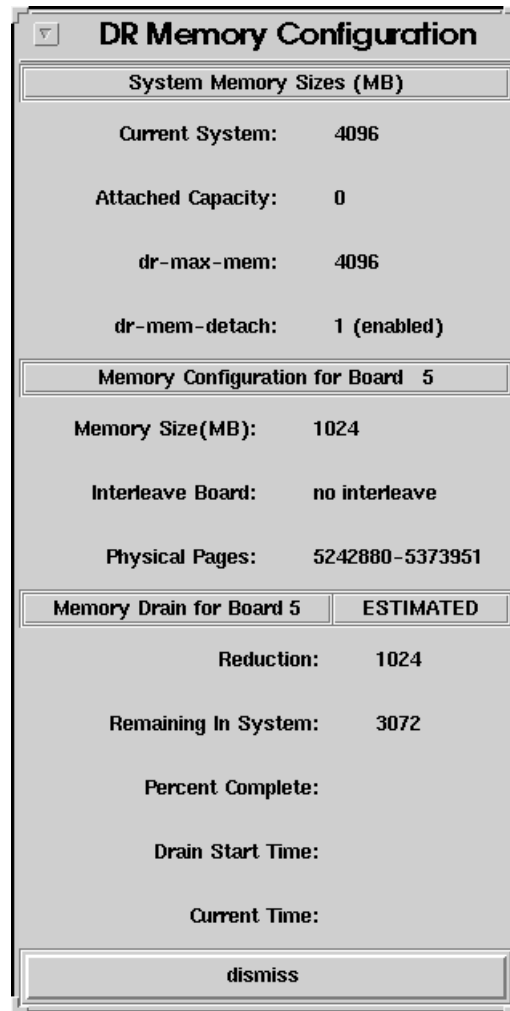 DR Memory Configuration
System Memory Sizes (MB)
Current System: 4096
Attached Capacity: 0
dr-max-mem: 4096
dr-mem-detach: 1 (enabled)
Memory Configuration for Board 5
Memory Size(MB): 1024
Interleave Board: no interleave
Physical Pages: 5242880-5373951
Memory Drain for Board 5 ESTIMATED
Reduction: 1024
Remaining In System: 3072
Percent Complete:
Drain Start Time:
Current Time:
dismiss